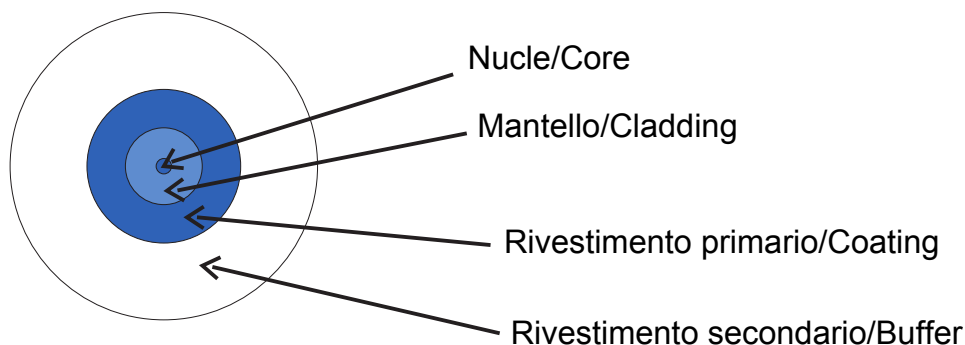 Nucle/Core
Mantello/Cladding
Rivestimento primario/Coating
Rivestimento secondario/Buffer